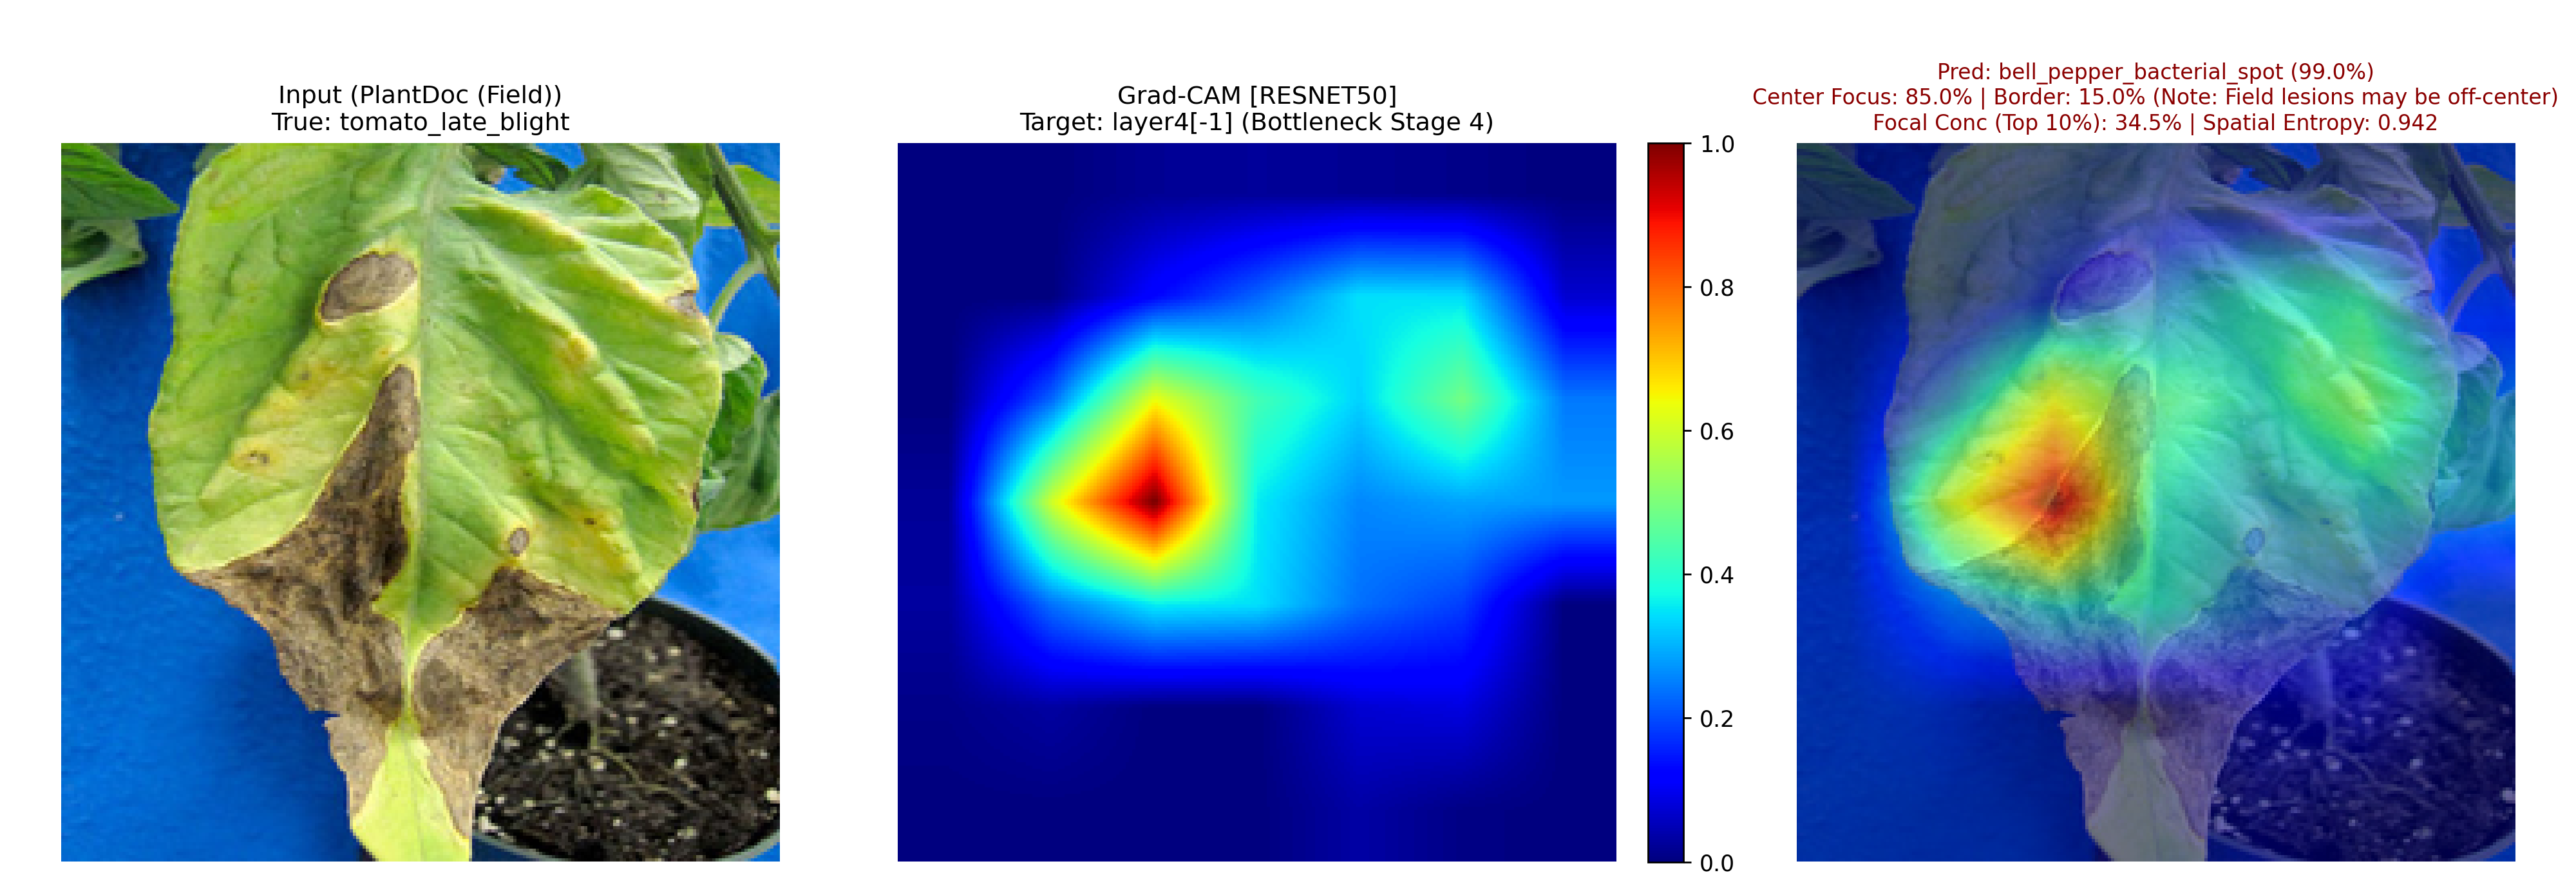 Input (PlantDoc (Field))
True: tomato_late_blight
Grad-CAM [RESNET50]
Target: layer4[-1] (Bottleneck Stage 4)
1.0
0.8
0.6
0.4
0.2
0.0
Pred: bell_pepper_bacterial_spot (99.0%)
Center Focus: 85.0% | Border: 15.0% (Note: Field lesions may be off-center)
Focal Conc (Top 10%): 34.5% | Spatial Entropy: 0.942